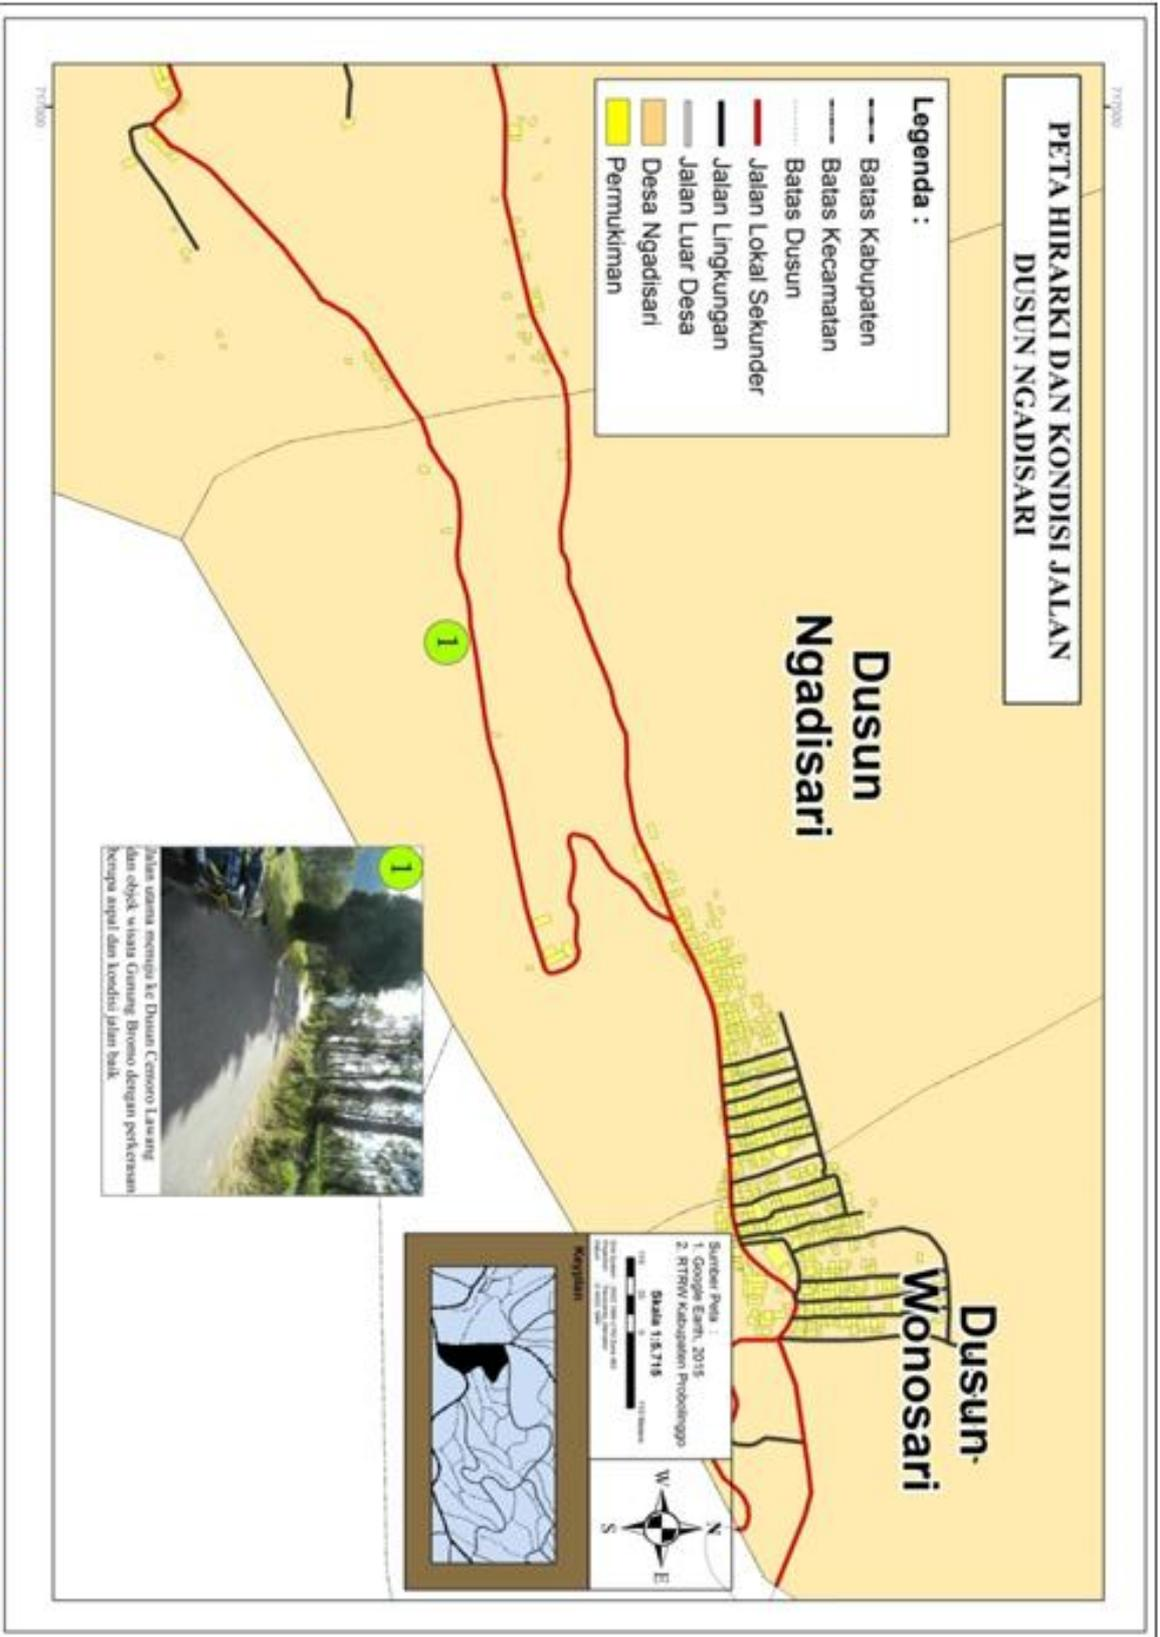 PETA HIRARKI DAN KONDISI JALAN
DUSUN NGADISARI
Legenda :
Batas Kabupaten
Batas Kecamatan
Batas Dusun
Jalan Lokal Sekunder
Jalan Lingkungan
Jalan Luar Desa
Desa Ngadisari
Permukiman
717000
717000
Dusun
Ngadisari
Dusun
Wonosari
1
1
Jalan utama menuju ke Dusun Cemoro Lawang
dan objek wisata Gunung Bromo dengan perkerasan
berupa aspal dan kondisi jalan baik
Sumber Peta :
1. Google Earth, 2015
2. RTRW Kabupaten Probolinggo
Skala 1:5.715
N
W
E
S
Keyplan